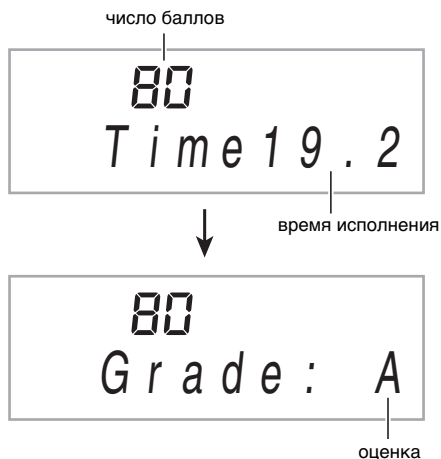 число баллов
80
Time19.2
время исполнения
80
Grade: A
оценка